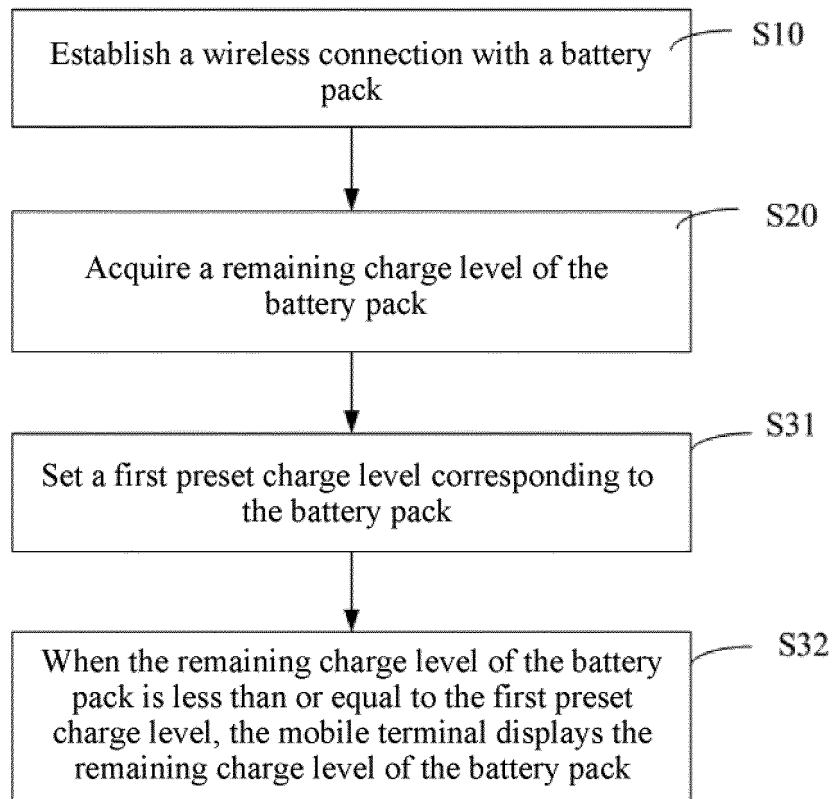 Establish a wireless connection with a battery
pack
S10
Acquire a remaining charge level of the
battery pack
S20
Set a first preset charge level corresponding to
the battery pack
S31
When the remaining charge level of the battery
pack is less than or equal to the first preset
charge level, the mobile terminal displays the
remaining charge level of the battery pack
S32